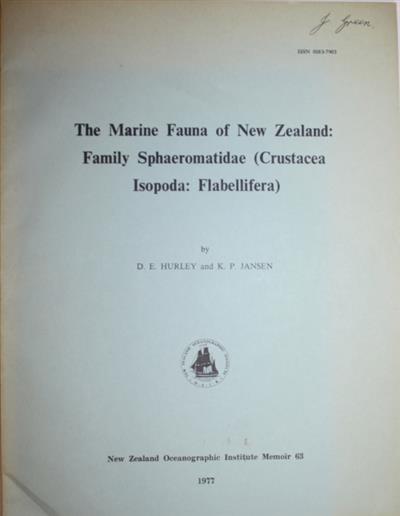 J. Green.
ISSN 0083-7903
The Marine Fauna of New Zealand:
Family Sphaeromatidae (Crustacea
Isopoda: Flabellifera)
by
D. E. HURLEY and K. P. JANSEN
New Zealand Oceanographic Institute Memoir 63
1977